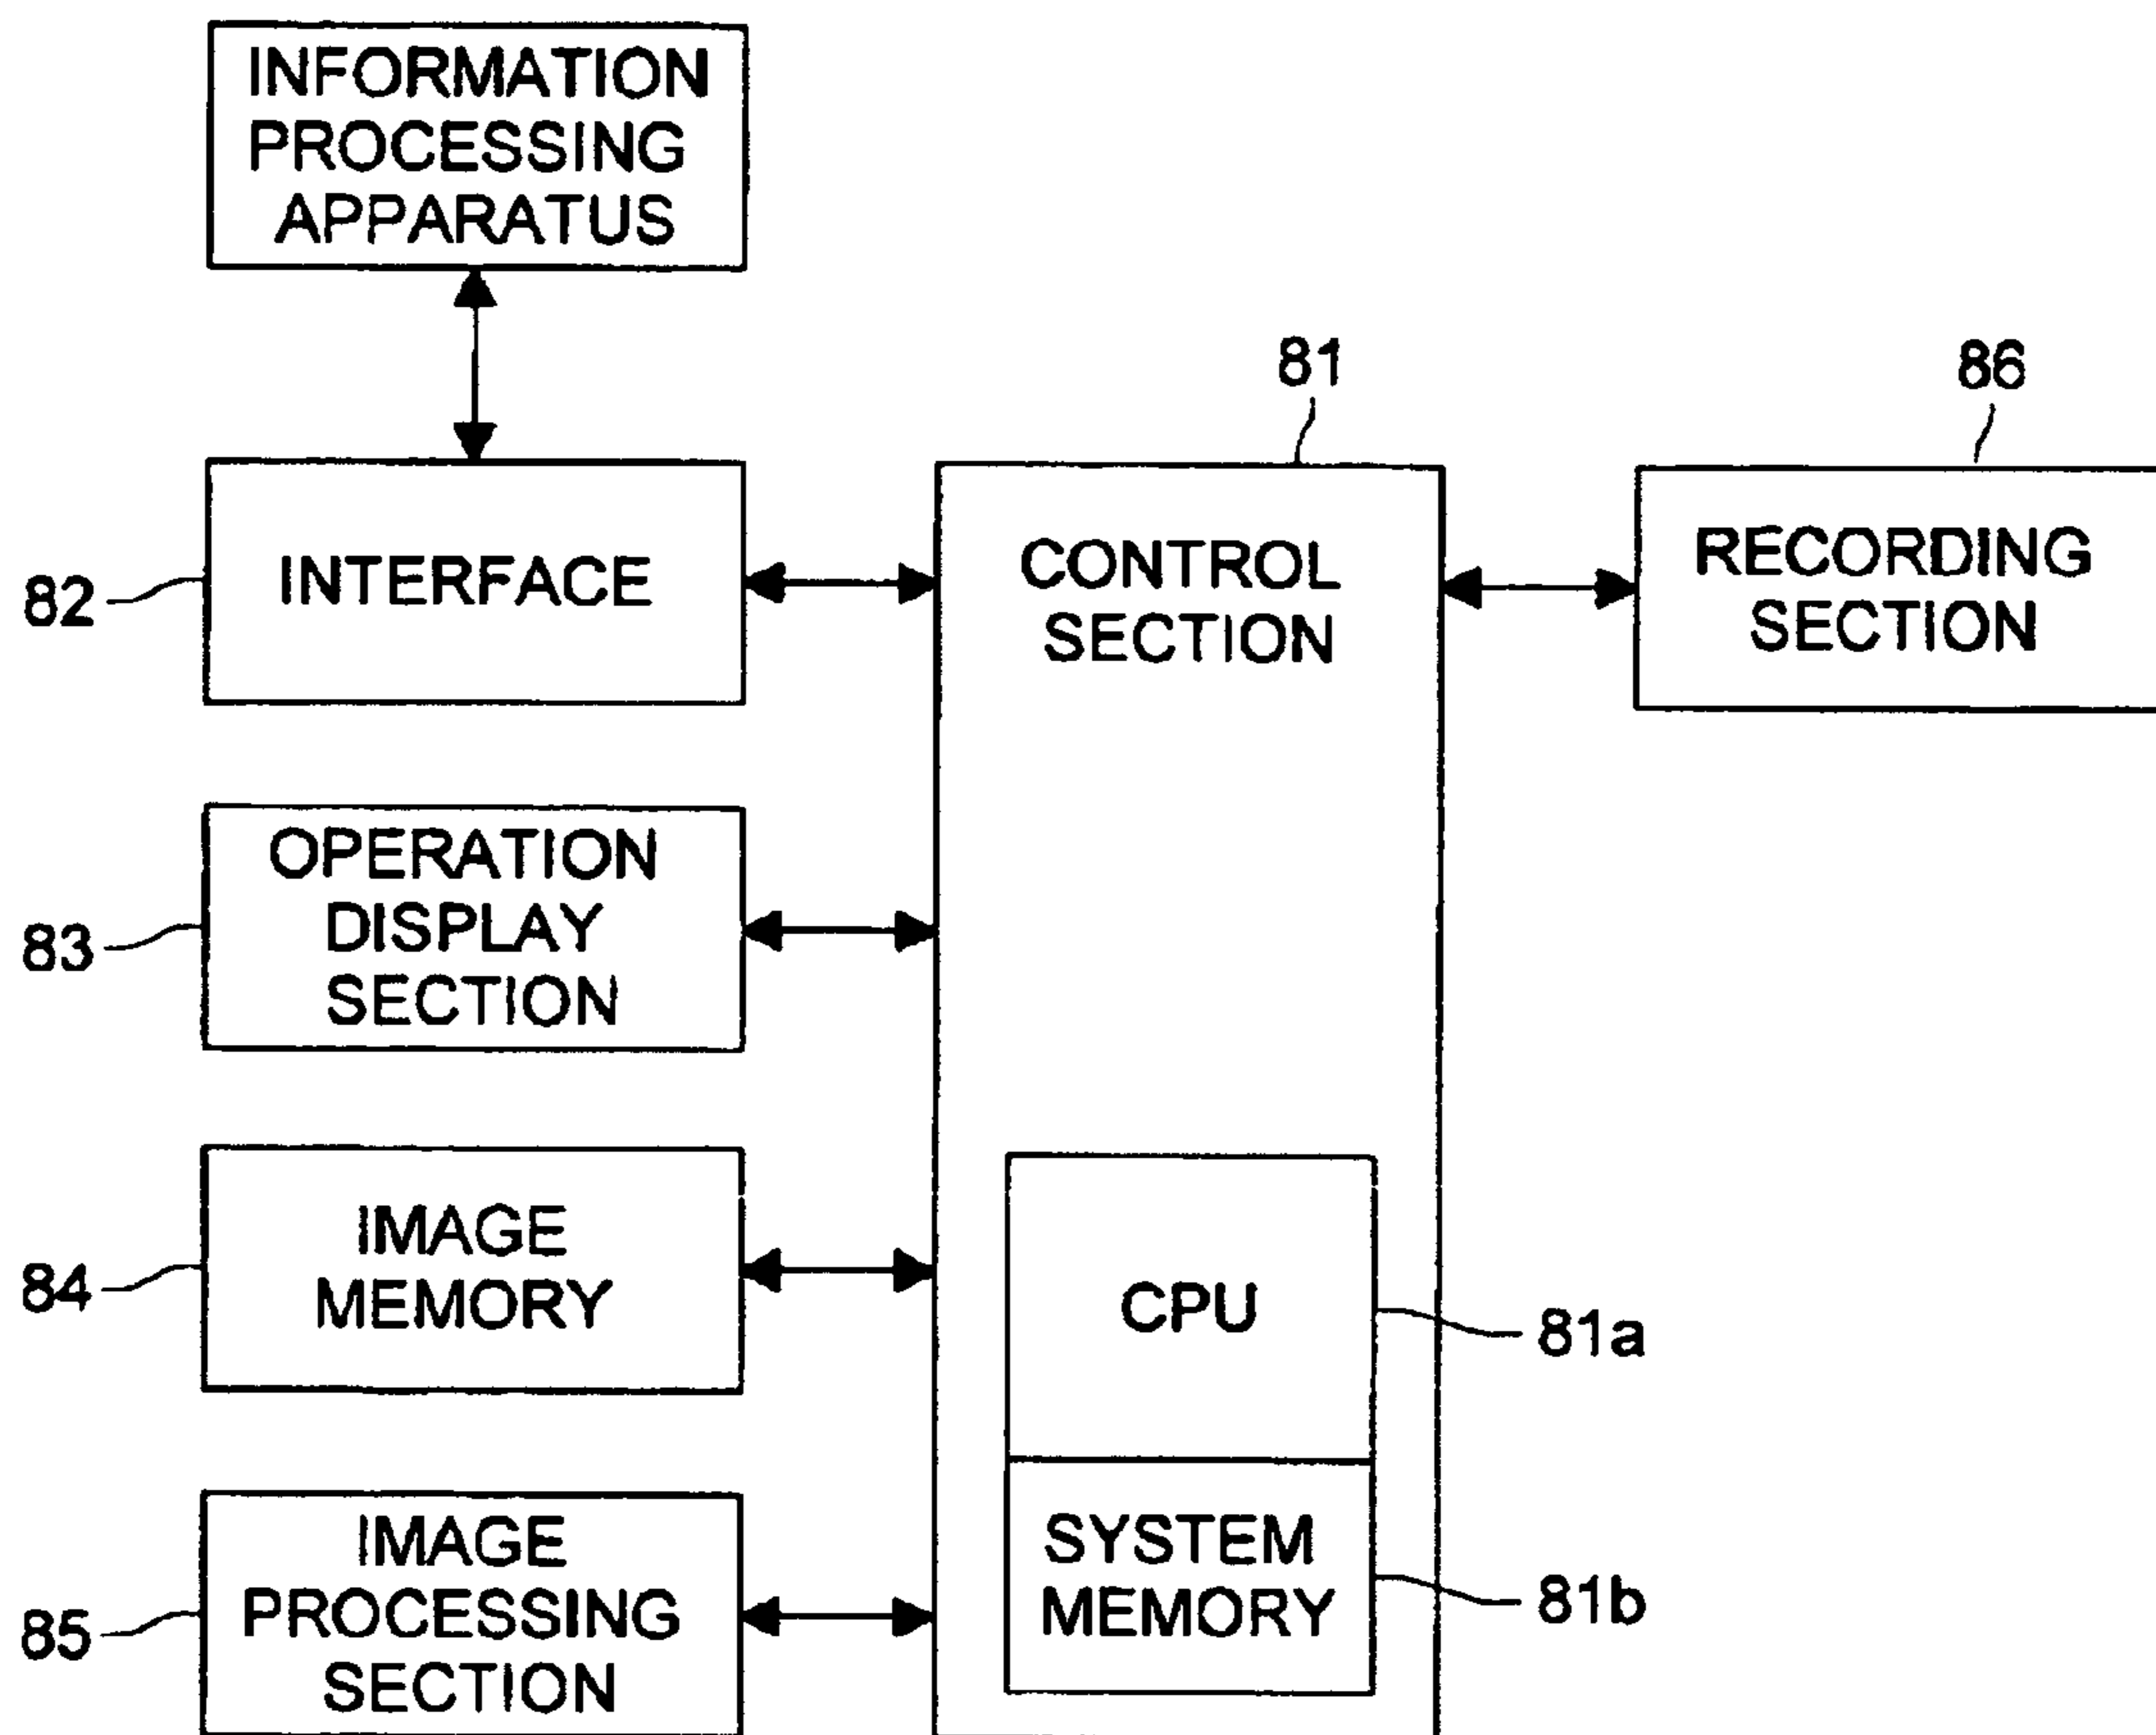 INFORMATION
PROCESSING
APPARATUS
81
86
82
INTERFACE
CONTROL
SECTION
RECORDING
SECTION
83
OPERATION
DISPLAY
SECTION
84
IMAGE
MEMORY
CPU
81a
85
IMAGE
PROCESSING
SECTION
SYSTEM
MEMORY
81b